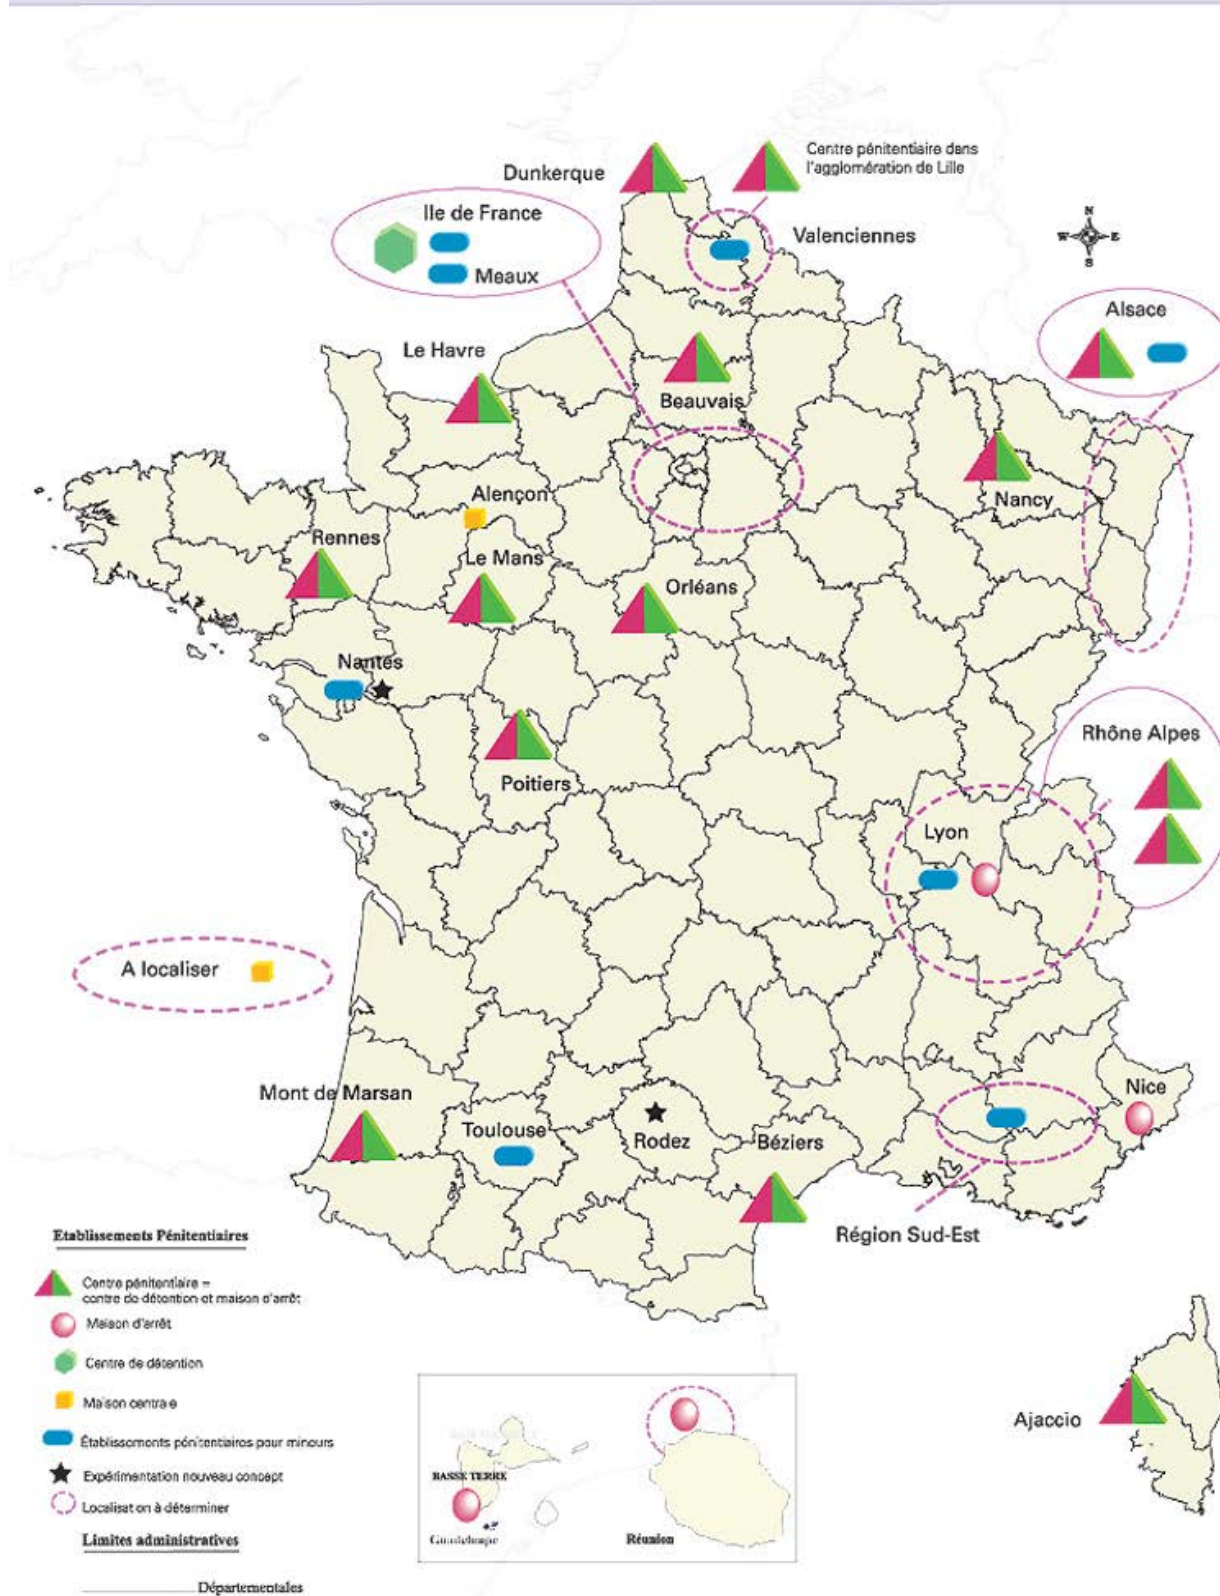 Dunkerque
Centre pénitentiaire dans
l'agglomération de Lille
Ile de France
Meaux
Valenciennes
N
W E
S
Alsace
Le Havre
Beauvais
Nancy
Alençon
Rennes
Le Mans
Orléans
Nantes
Poitiers
Rhône Alpes
Lyon
A localiser
Mont de Marsan
Toulouse
Rodez
Béziers
Nice
Région Sud-Est
Etablissements Pénitentiaires
Centre pénitentiaire =
centre de détention et maison d'arrêt
Maison d'arrêt
Centre de détention
Maison centrale
Établissements pénitentiaires pour mineurs
Expérimentation nouveau concept
Localisation à déterminer
Limites administratives
Départementales
BASSE TERRE
Guadeloupe
Réunion
Ajaccio